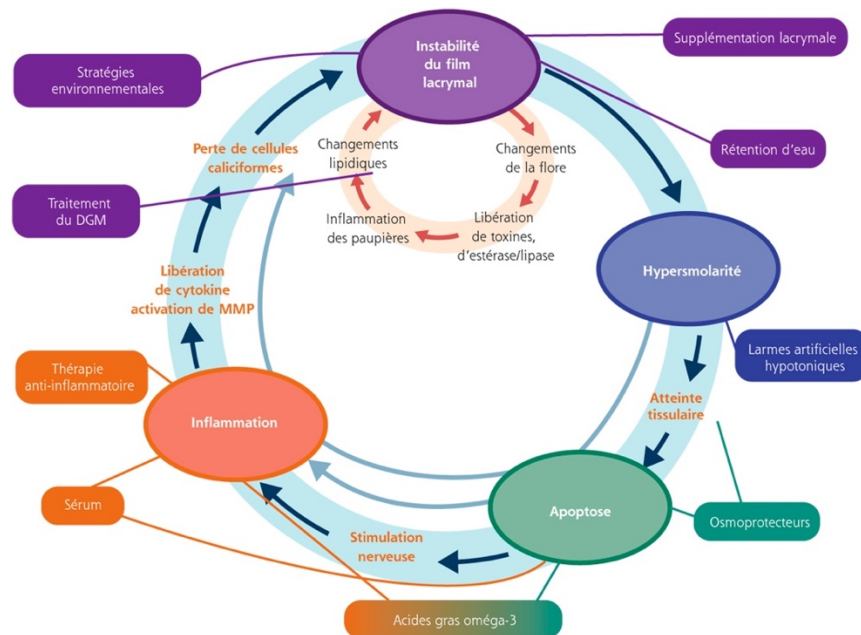 Instabilité
du film
lacrymal
Supplémentation lacrymale
Stratégies
environnementales
Rétention d'eau
Perte de cellules
caliciformes
Changements
lipidiques
Changements
de la flore
Traitement
du DGM
Inflammation
des paupières
Libération
de toxines,
d'estérase/lipase
Hypersmolarité
Libération
de cytokine
activation de MMP
Larmes artificielles
hypotoniques
Thérapie
anti-inflammatoire
Atteinte
tissulaire
Inflammation
Sérum
Apoptose
Osmoprotecteurs
Stimulation
nerveuse
Acides gras oméga-3